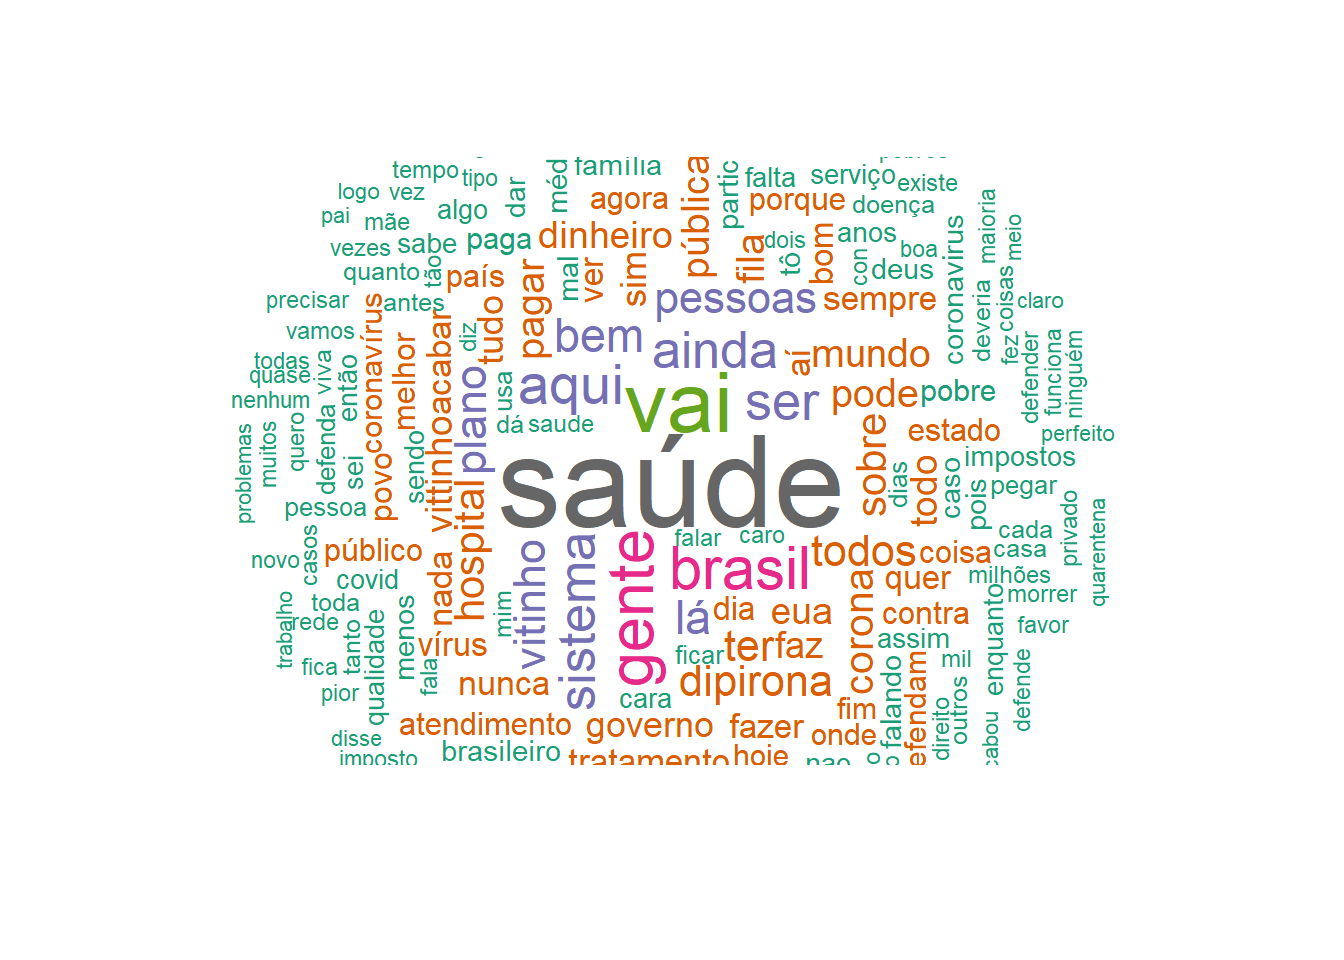 tempo
tipo
méd
família
pública
partic
falta
serviço
existe
logo
vez
algo
dar
agora
porque
doença
pai
mãe
vezes
sabe
paga
dinheiro
fila
dois
tô
bom
anos
boa
coronavirus
maioria
meio
quanto
tão
país
pagar
mal
ver
sim
con
deus
deveria
coisas
precisar
antes
pessoas
sempre
claro
vamos
coronavírus
melhor
vittinho
acabar
diz
tudo
bem
ainda
aí
mundo
fez
todas
quase
viva
então
plano
usa
aqui
vai
ser
pode
pobre
defender
funciona
ninguém
nenhum
dá
saude
estado
perfeito
problemas
muitos
quero
defenda
sei
povo
sendo
saúde
sobre
dias
todo
caso
impostos
pois
pegar
pessoa
hospital
cada
privado
quarentena
novo
casos
público
nada
vitinho
sistema
gente
falar
caro
brasil
todos
coisa
casa
covid
quer
milhões
toda
rede
tanto
menos
mim
lá
dia
eua
corona
contra
morrer
enquanto
favor
trabalho
vírus
ficar
ter
faz
assim
fica
qualidade
fala
nunca
cara
dipirona
mil
pior
fim
falando
efendam
direito
outros
defende
atendimento
governo
fazer
onde
cabou
disse
imposto
brasileiro
tratamento
hoje
nao
o
o